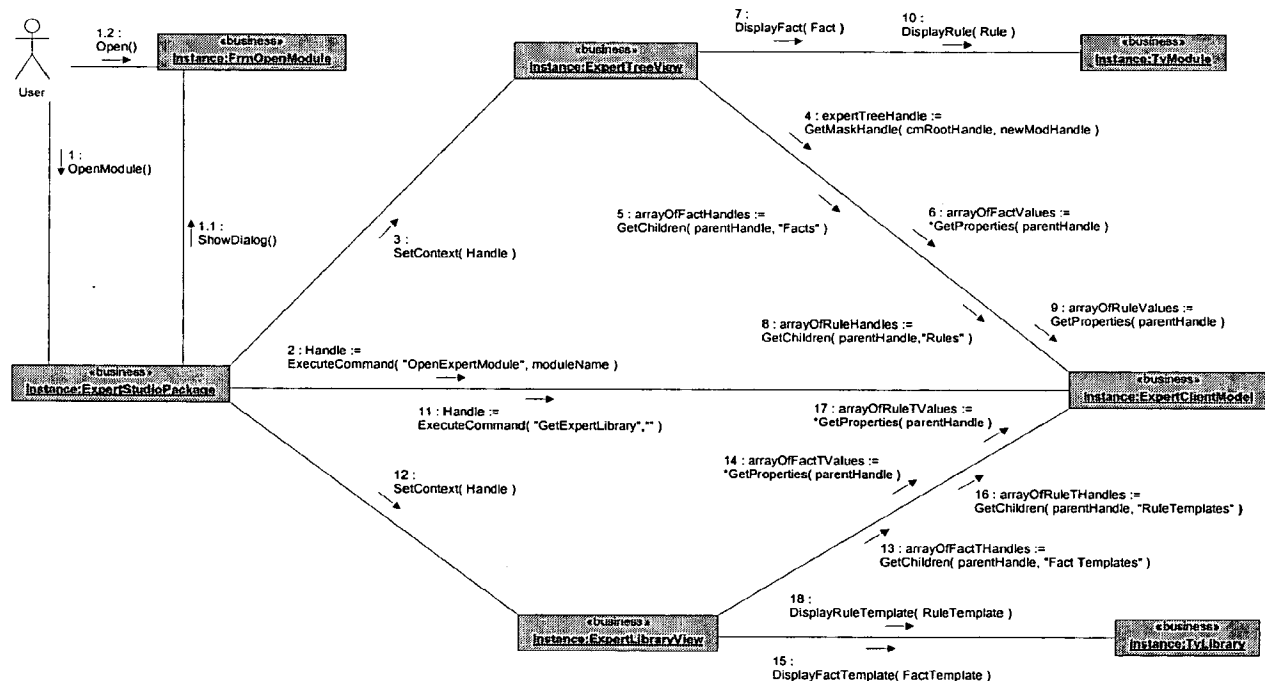 1.2 :
Open()
«business»
Instance:FrmOpenModule
User
1 :
OpenModule()
1.1 :
ShowDialog()
«business»
Instance:ExpertTreeView
7 :
DisplayFact( Fact )
10 :
DisplayRule( Rule )
«business»
Instance:TvModule
4 : expertTreeHandle :=
GetMaskHandle( cmRootHandle, newModHandle )
5 : arrayOfFactHandles :=
GetChildren( parentHandle, "Facts" )
6 : arrayOfFactValues :=
*GetProperties( parentHandle )
3 :
SetContext( Handle )
8 : arrayOfRuleHandles :=
GetChildren( parentHandle,"Rules" )
9 : arrayOfRuleValues :=
GetProperties( parentHandle )
2 : Handle :=
ExecuteCommand( "OpenExpertModule", moduleName )
«business»
Instance:ExpertStudioPackage
«business»
Instance:ExpertClientModel
11 : Handle :=
ExecuteCommand( "GetExpertLibrary","" )
17 : arrayOfRuleTValues :=
*GetProperties( parentHandle )
14 : arrayOfFactTValues :=
*GetProperties( parentHandle )
12 :
SetContext( Handle )
16 : arrayOfRuleTHandles :=
GetChildren( parentHandle, "RuleTemplates" )
13 : arrayOfFactTHandles :=
GetChildren( parentHandle, "Fact Templates" )
«business»
Instance:ExpertLibraryView
18 :
DisplayRuleTemplate( RuleTemplate )
15 :
DisplayFactTemplate( FactTemplate )
«business»
Instance:TvLibrary